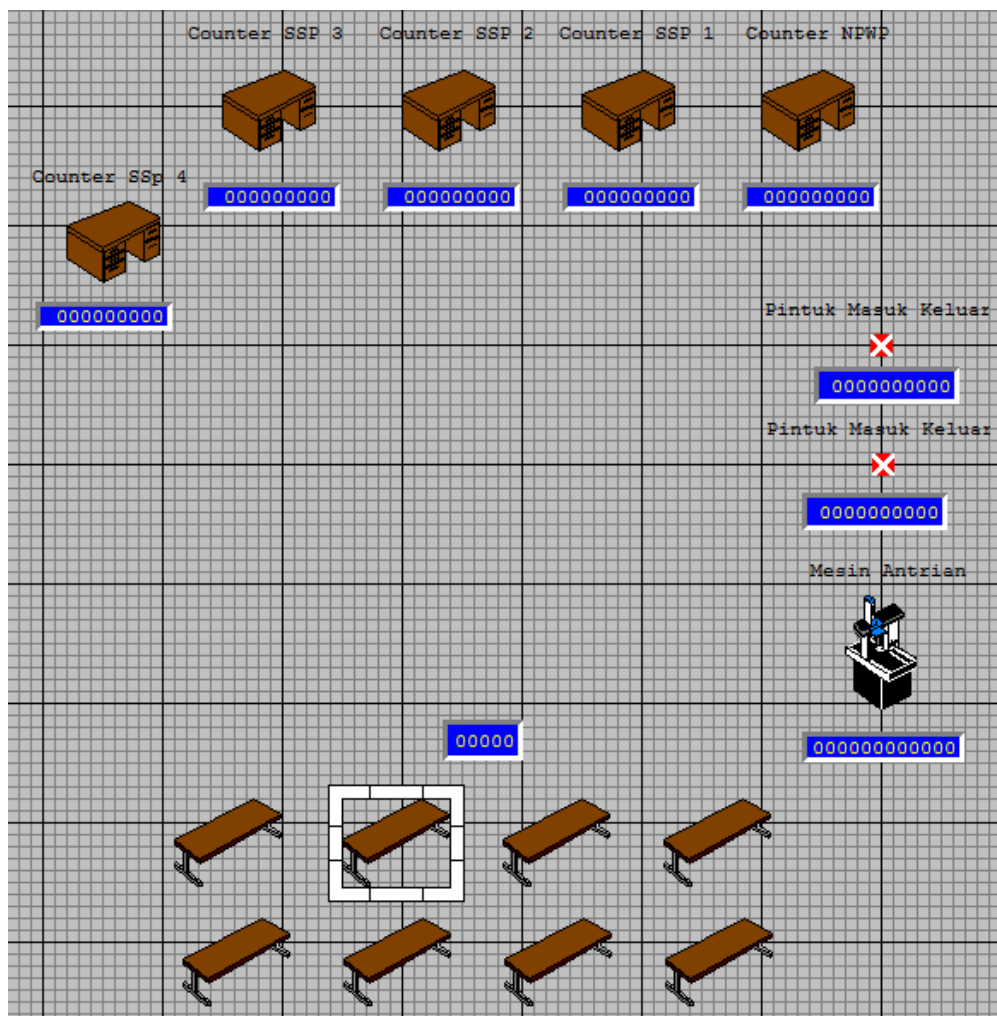 Counter SSP 3 Counter SSP 2 Counter SSP 1 Counter NPWP
Counter SSp 4
000000000 000000000 000000000 000000000
000000000
Pintuk Masuk Keluar
0000000000
Pintuk Masuk Keluar
0000000000
Mesin Antrian
00000
000000000000